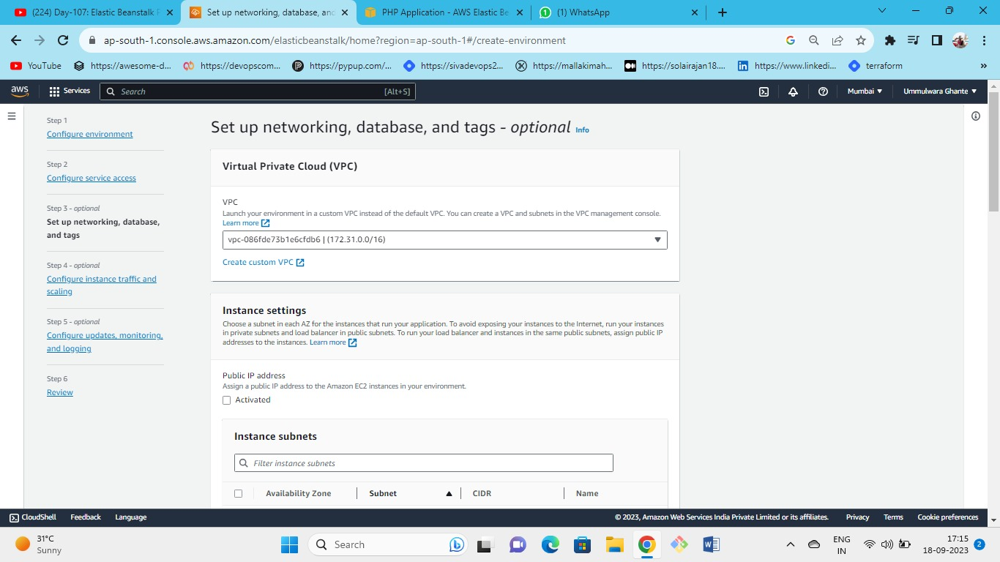 (224) Day-107: Elastic Beanstalk F
Set up networking, database, and
PHP Application - AWS Elastic Be
(1) WhatsApp
ap-south-1.console.aws.amazon.com/elasticbeanstalk/home?region=ap-south-1#/create-environment
YouTube
https://awesome-d...
https://devopscom...
https://pypup.com/...
https://sivadevops2...
https://mallakimah...
https://solairajan18....
https://www.linkedi...
terraform
»
aws
Services
Search
[Alt+S]
Mumbai
Ummulwara Ghante
Step 1
Configure environment
Step 2
Configure service access
Step 3 - optional
Set up networking, database,
and tags
Step 4 - optional
Configure instance traffic and
scaling
Step 5 - optional
Configure updates, monitoring,
and logging
Step 6
Review
Set up networking, database, and tags - optional Info
Virtual Private Cloud (VPC)
VPC
Launch your environment in a custom VPC instead of the default VPC. You can create a VPC and subnets in the VPC management console.
Learn more
vpc-086fde73b1e6cfdb6 | (172.31.0.0/16)
Create custom VPC
Instance settings
Choose a subnet in each AZ for the instances that run your application. To avoid exposing your instances to the Internet, run your instances
in private subnets and load balancer in public subnets. To run your load balancer and instances in the same public subnets, assign public IP
addresses to the instances. Learn more
Public IP address
Assign a public IP address to the Amazon EC2 instances in your environment.
Activated
Instance subnets
Filter instance subnets
Availability Zone
Subnet
CIDR
Name
CloudShell
Feedback
Language
© 2023, Amazon Web Services India Private Limited or its affiliates.
Privacy
Terms
Cookie preferences
31°C
Sunny
Search
ENG
IN
17:15
18-09-2023
2